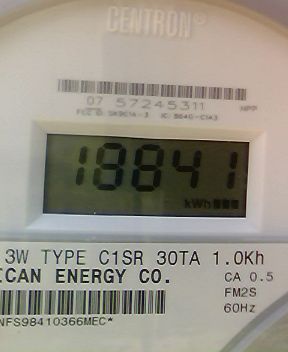 CENTRON®
07 57245311
18841
kWh
3W TYPE C1SR 30TA 1.0Kh
ICAN ENERGY CO.
CA 0.5
FM2S
60Hz
NFS98410366MEC*